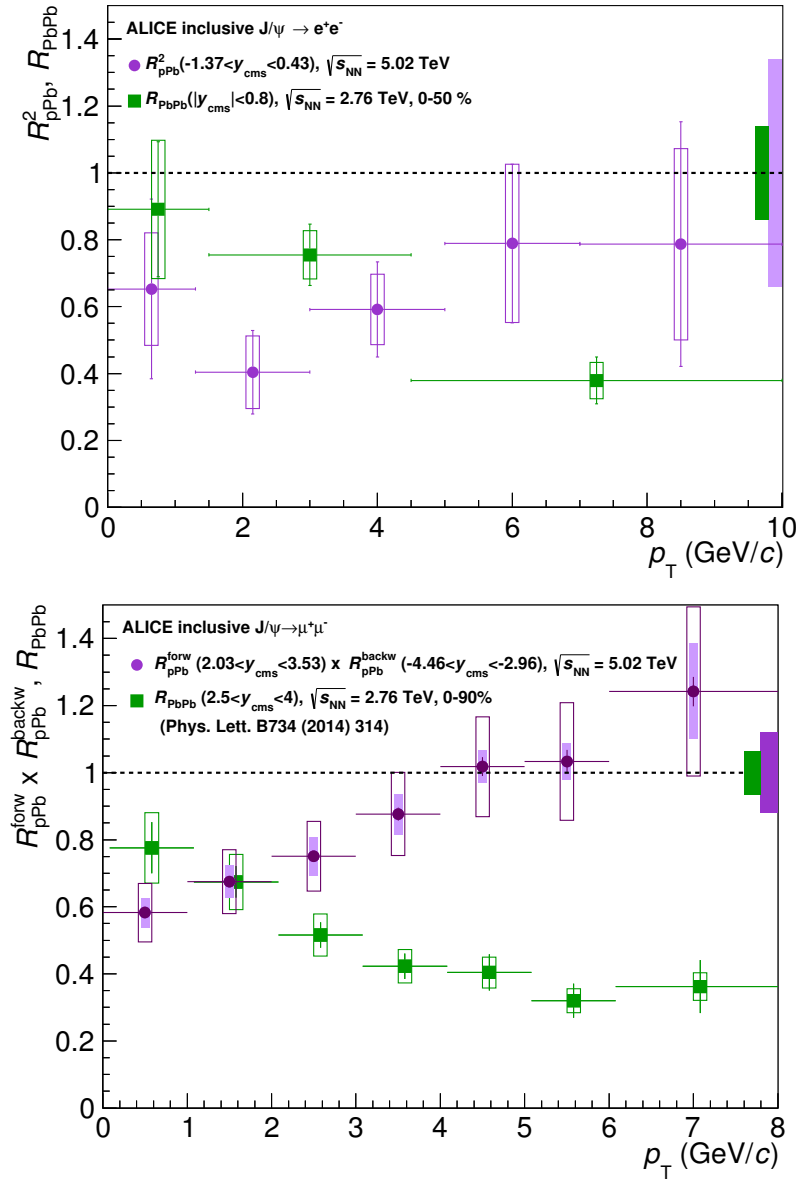 ALICE inclusive J/ψ → e⁺e⁻
R²pPb(-1.37<ycms<0.43), √sNN = 5.02 TeV
RPbPb(|ycms|<0.8), √sNN = 2.76 TeV, 0-50 %
R²pPb, RPbPb
1.4
1.2
1
0.8
0.6
0.4
0.2
0
0 2 4 6 8 10
pT (GeV/c)
ALICE inclusive J/ψ→μ⁺μ⁻
RforwpPb (2.03<ycms<3.53) x RbackwpPb (-4.46<ycms<-2.96), √sNN = 5.02 TeV
RPbPb (2.5<ycms<4), √sNN = 2.76 TeV, 0-90%
(Phys. Lett. B734 (2014) 314)
RforwpPb x RbackwpPb, RPbPb
1.4
1.2
1
0.8
0.6
0.4
0.2
0
0 1 2 3 4 5 6 7 8
pT (GeV/c)